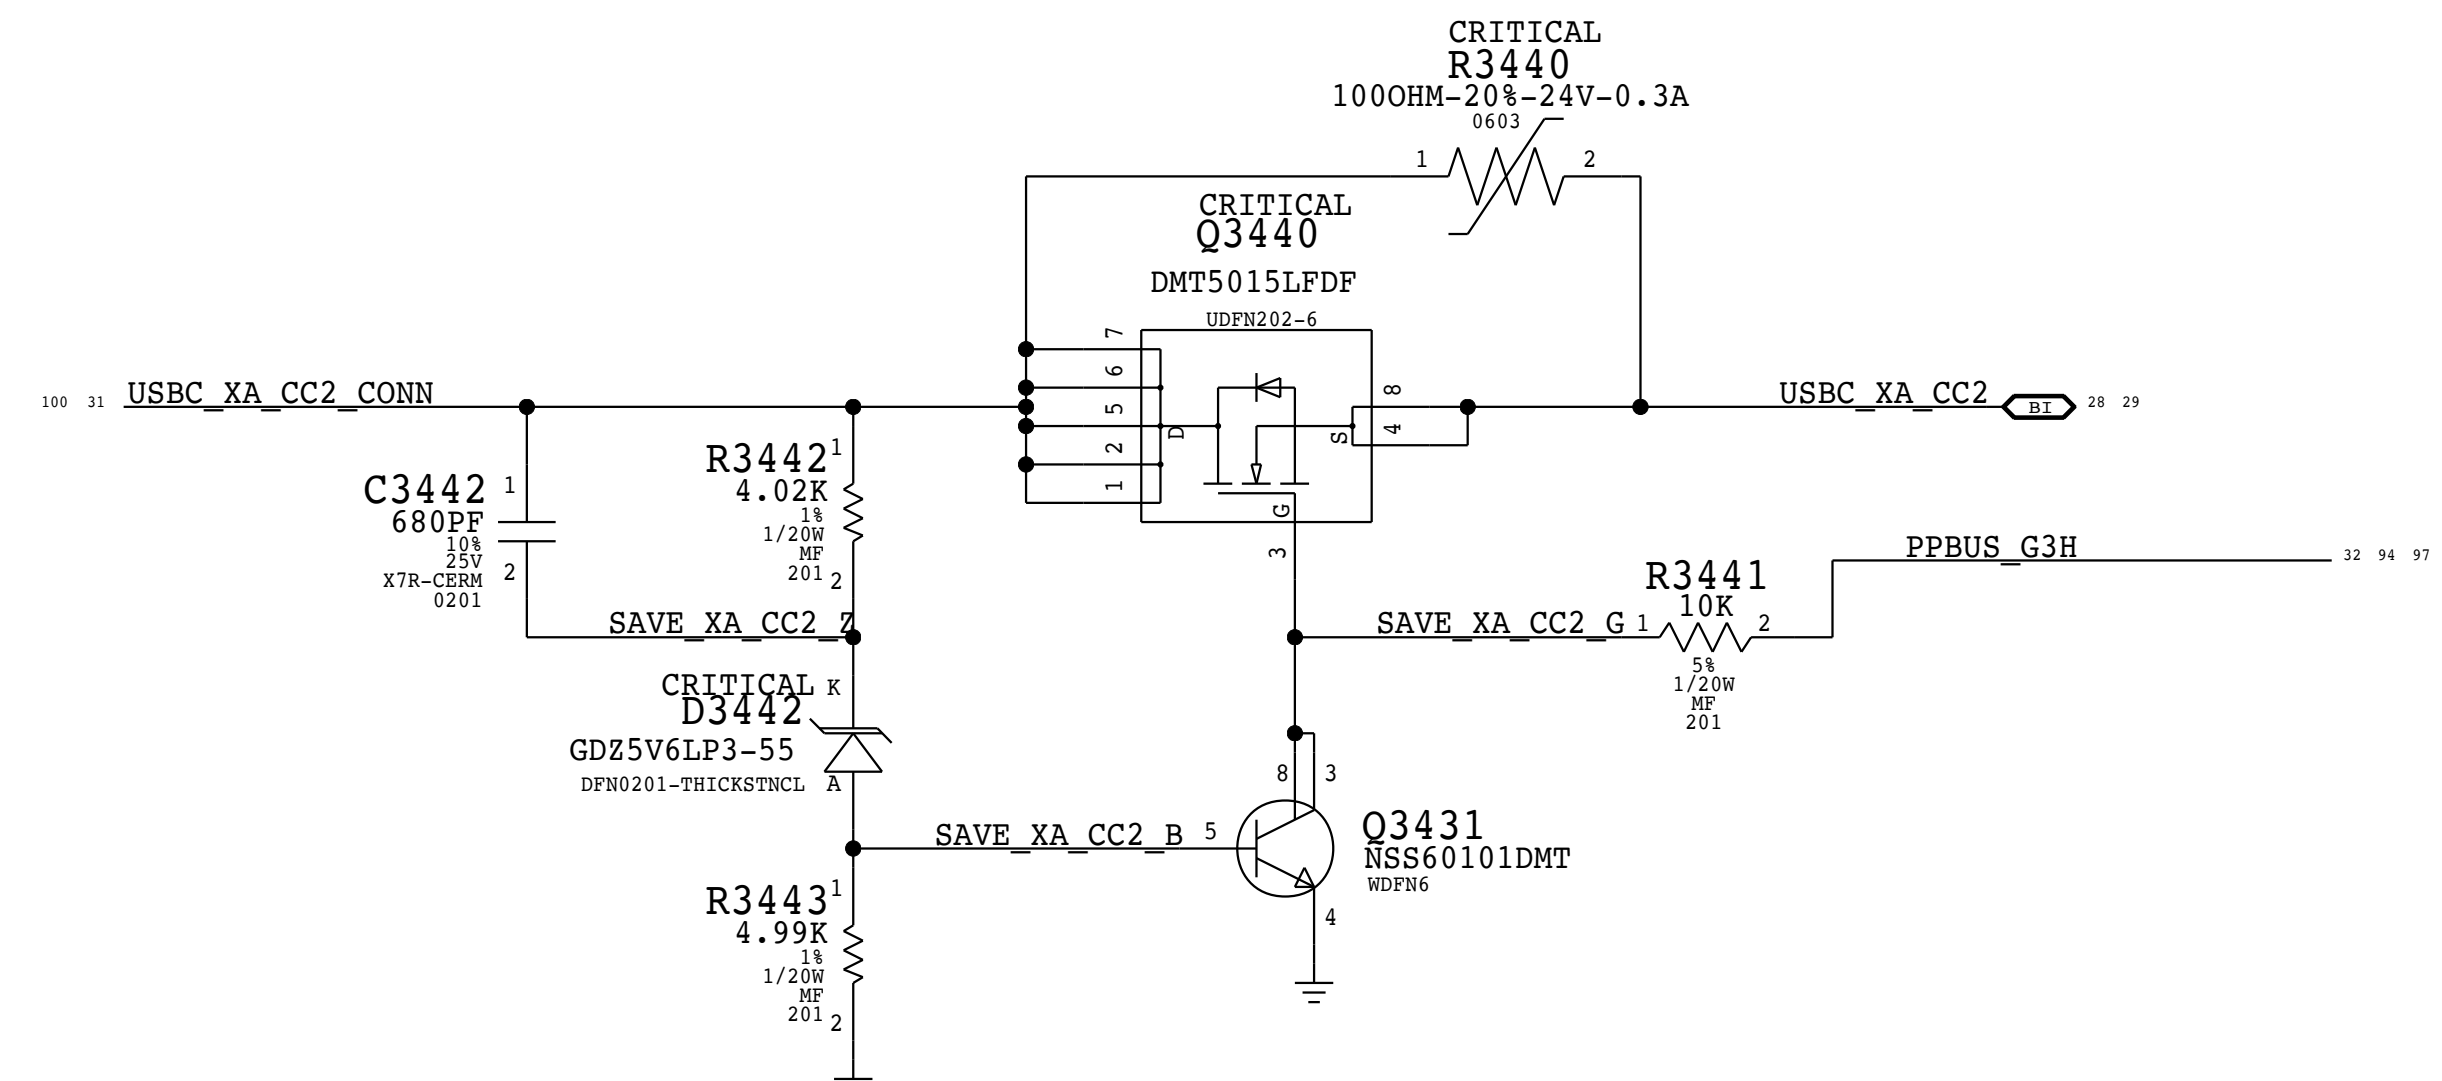 CRITICAL
R3440
100OHM-20%-24V-0.3A
0603
1 2
CRITICAL
Q3440
DMT5015LFDF
UDFN202-6
7
6
5
2
1
D
S
G
8
4
3
100 31 USBC_XA_CC2_CONN
USBC_XA_CC2 BI 28 29
C3442
680PF
10%
25V
X7R-CERM
0201
1
2
R3442
4.02K
1%
1/20W
MF
201
1
2
SAVE_XA_CC2_Z
PPBUS_G3H 32 94 97
R3441
10K
SAVE_XA_CC2_G 1 2
5%
1/20W
MF
201
CRITICAL K
D3442
GDZ5V6LP3-55
DFN0201-THICKSTNCL A
8 3
SAVE_XA_CC2_B 5
Q3431
NSS60101DMT
WDFN6
4
R3443
4.99K
1%
1/20W
MF
201
1
2